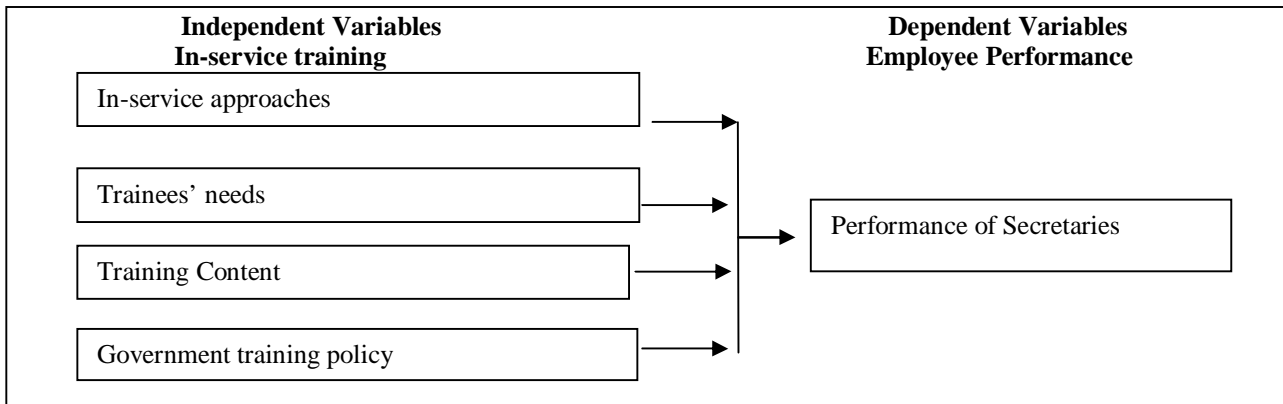 Independent Variables
In-service training
Dependent Variables
Employee Performance
In-service approaches
Trainees’ needs
Training Content
Government training policy
Performance of Secretaries